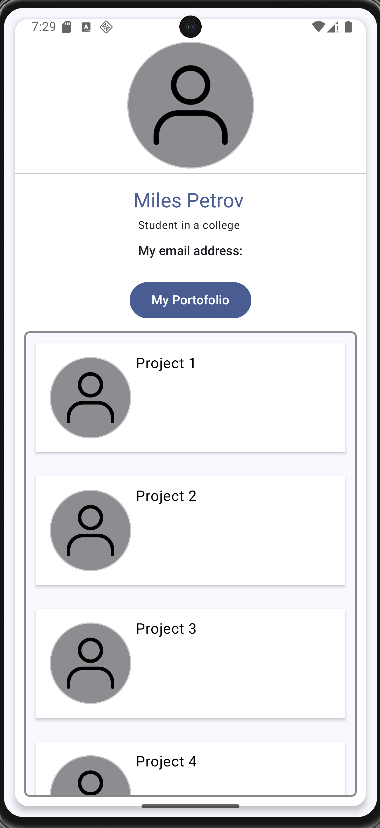 7:29
Miles Petrov
Student in a college
My email address:
My Portofolio
Project 1
Project 2
Project 3
Project 4